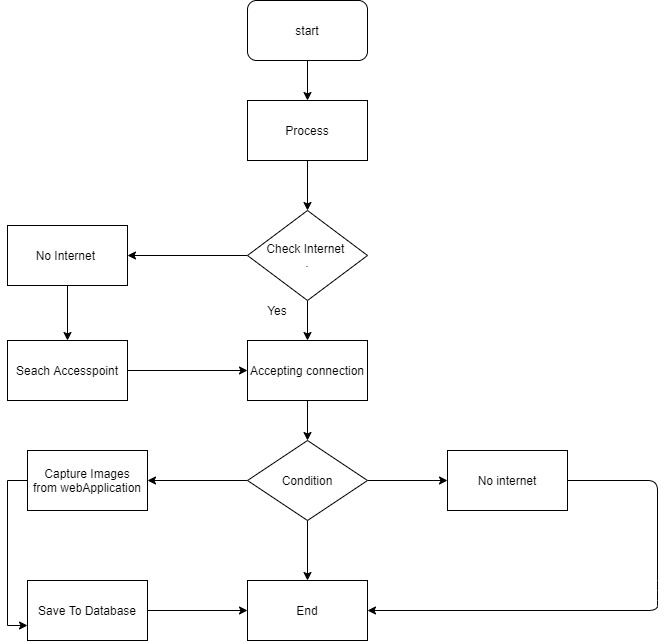 start
Process
Check Internet
.
No Internet
Yes
Seach Accesspoint
Accepting connection
Capture Images
from webApplication
Condition
No internet
Save To Database
End